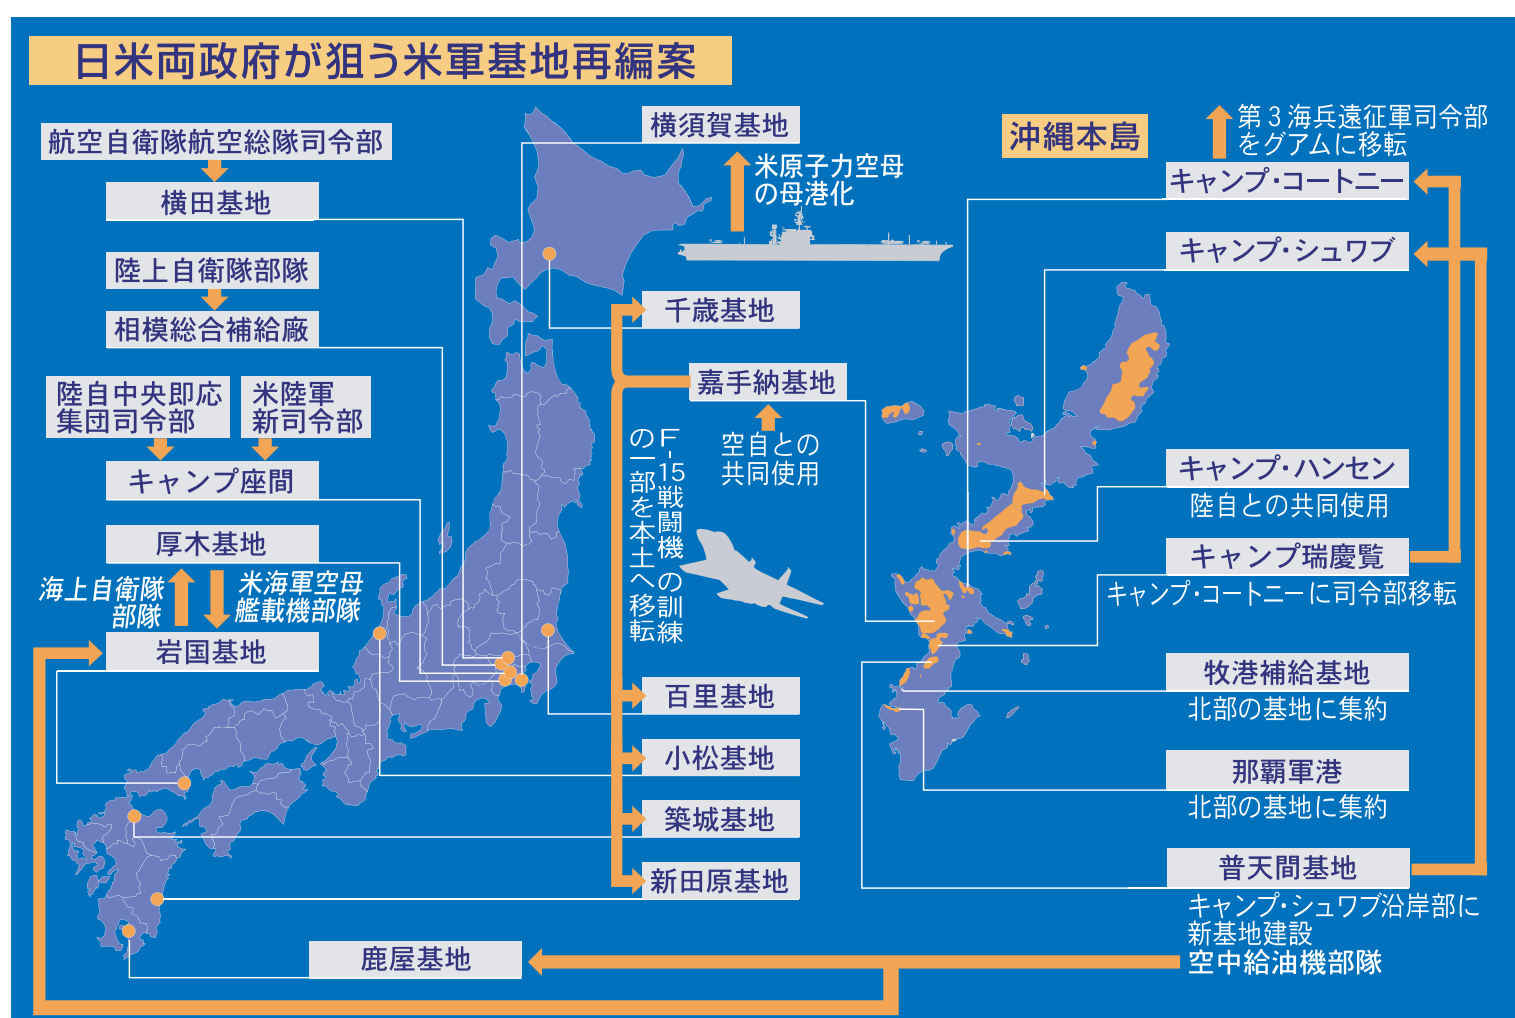 日米両政府が狙う米軍基地再編案
航空自衛隊航空総隊司令部
横田基地
陸上自衛隊部隊
相模総合補給廠
陸自中央即応
集団司令部
米陸軍
新司令部
キャンプ座間
厚木基地
海上自衛隊
部隊
米海軍空母
艦載機部隊
岩国基地
横須賀基地
米原子力空母
の母港化
千歳基地
嘉手納基地
空自との
共同使用
F-15戦闘機の訓練
の一部を本土へ移転
百里基地
小松基地
築城基地
新田原基地
鹿屋基地
沖縄本島
第3海兵遠征軍司令部
をグアムに移転
キャンプ・コートニー
キャンプ・シュワブ
キャンプ・ハンセン
陸自との共同使用
キャンプ瑞慶覧
キャンプ・コートニーに司令部移転
牧港補給基地
北部の基地に集約
那覇軍港
北部の基地に集約
普天間基地
キャンプ・シュワブ沿岸部に
新基地建設
空中給油機部隊